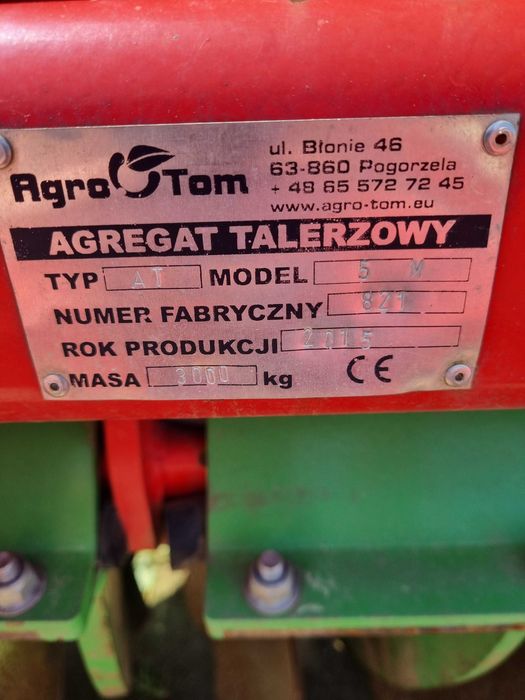 Agro Tom
ul. Błonie 46
63-860 Pogorzela
+ 48 65 572 72 45
www.agro-tom.eu
AGREGAT TALERZOWY
TYP AT MODEL 5 M
NUMER FABRYCZNY 821
ROK PRODUKCJI 2015
MASA 3000 kg CE